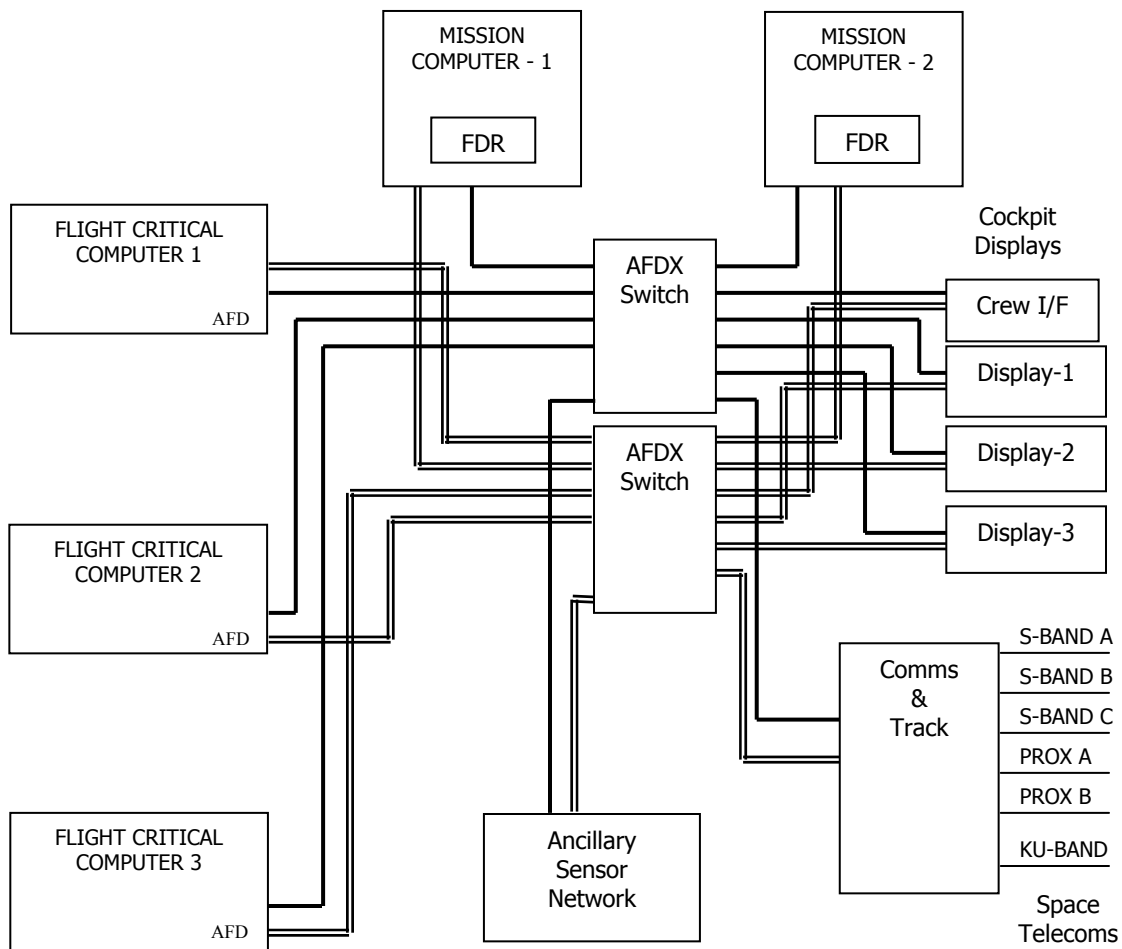 MISSION
COMPUTER - 1
FDR
MISSION
COMPUTER - 2
FDR
FLIGHT CRITICAL
COMPUTER 1
AFD
AFDX
Switch
Cockpit
Displays
Crew I/F
Display-1
Display-2
Display-3
AFDX
Switch
FLIGHT CRITICAL
COMPUTER 2
AFD
Comms
&
Track
S-BAND A
S-BAND B
S-BAND C
PROX A
PROX B
KU-BAND
Space
Telecoms
Ancillary
Sensor
Network
FLIGHT CRITICAL
COMPUTER 3
AFD